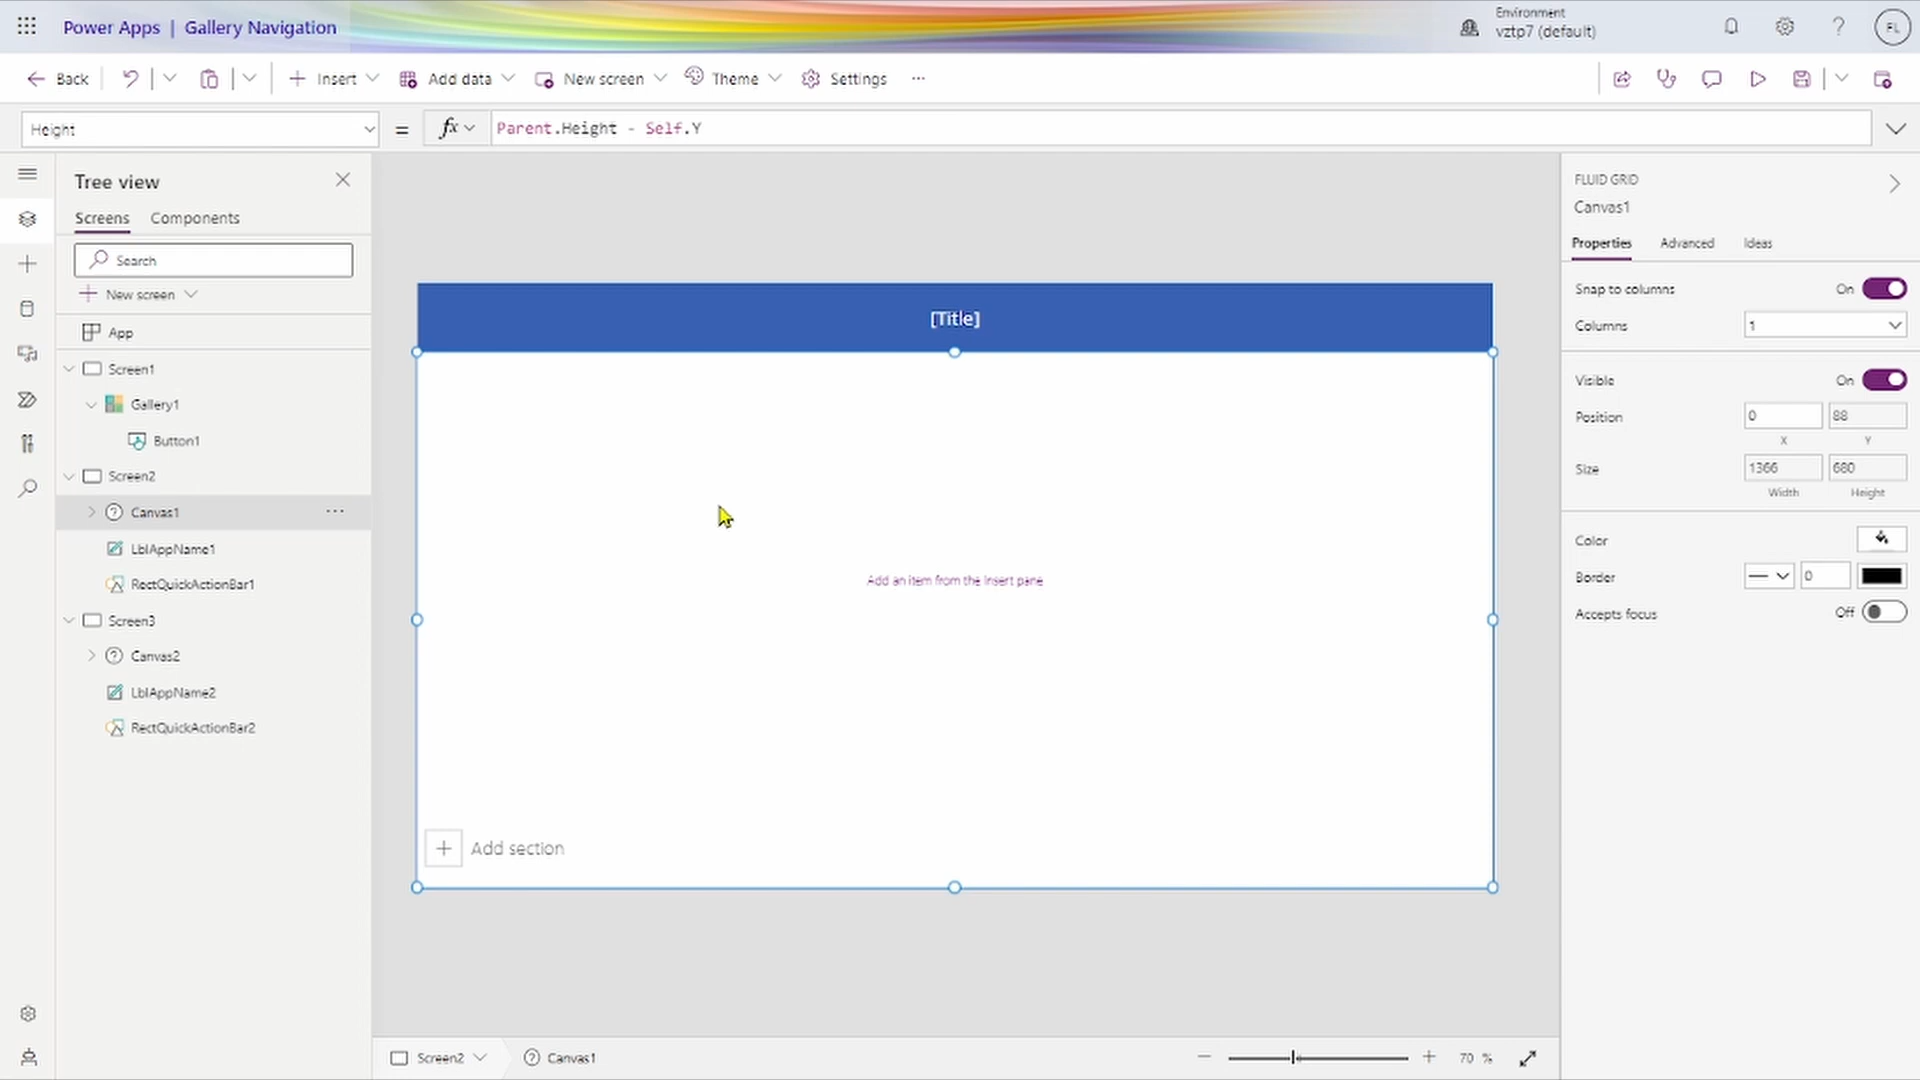 Power Apps | Gallery Navigation
Environment
vztp7 (default)
FL
Back
Insert
Add data
New screen
Theme
Settings
Height
=
fx
Parent.Height - Self.Y
Tree view
Screens
Components
Search
New screen
App
Screen1
Gallery1
Button1
Screen2
Canvas1
LblAppName1
RectQuickActionBar1
Screen3
Canvas2
LblAppName2
RectQuickActionBar2
[Title]
Add an item from the Insert pane
Add section
Screen2
Canvas1
70 %
FLUID GRID
Canvas1
Properties
Advanced
Ideas
Snap to columns
On
Columns
1
Visible
On
Position
0
88
X
Y
Size
1366
680
Width
Height
Color
Border
0
Accepts focus
Off